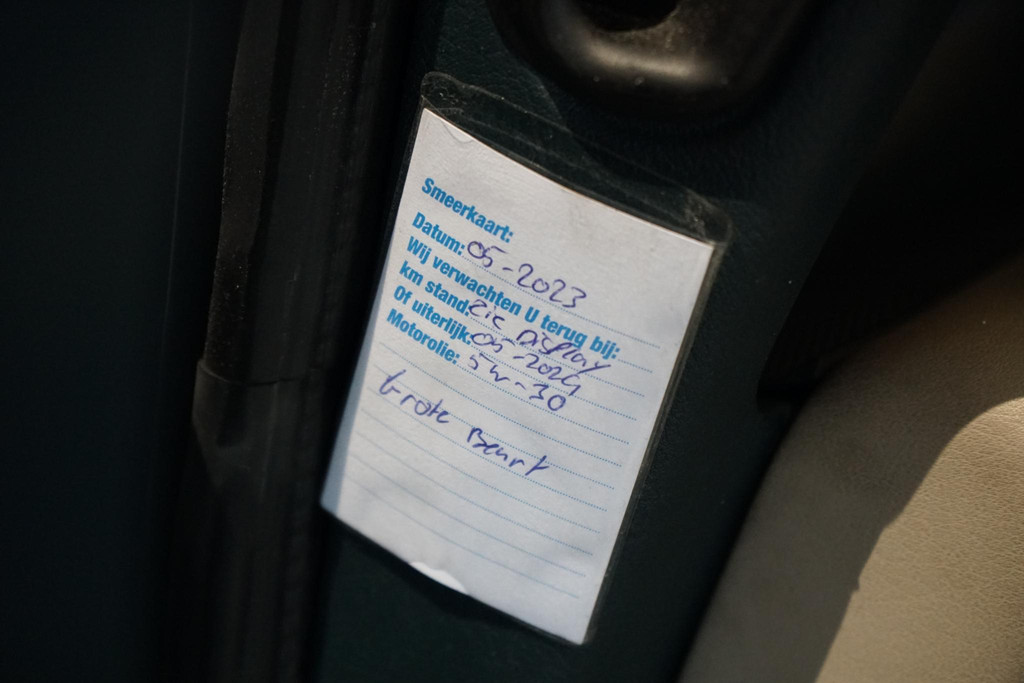 Smeerkaart:
Datum: 05-2023
Wij verwachten U terug bij:
km stand: zie Display
Of uiterlijk: 05-2024
Motorolie: 5w-30
Grote Beurt